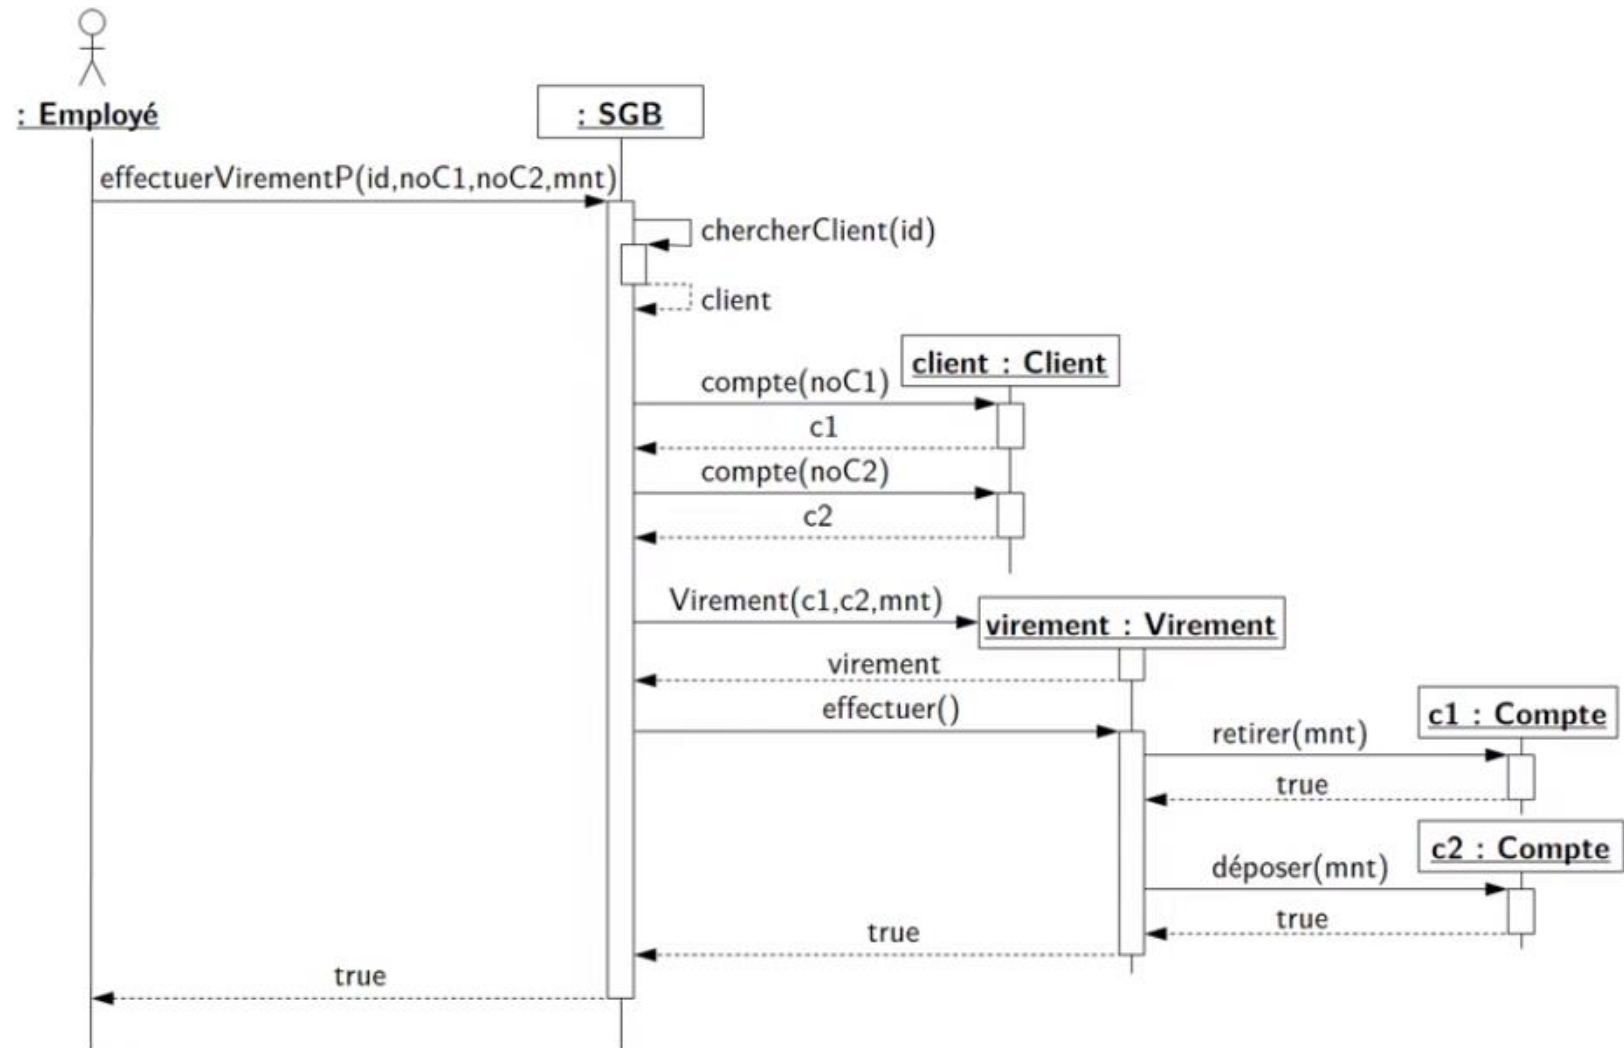 : Employé
: SGB
effectuerVirementP(id,noC1,noC2,mnt)
chercherClient(id)
client
client : Client
compte(noC1)
c1
compte(noC2)
c2
Virement(c1,c2,mnt)
virement : Virement
virement
effectuer()
c1 : Compte
retirer(mnt)
true
c2 : Compte
déposer(mnt)
true
true
true